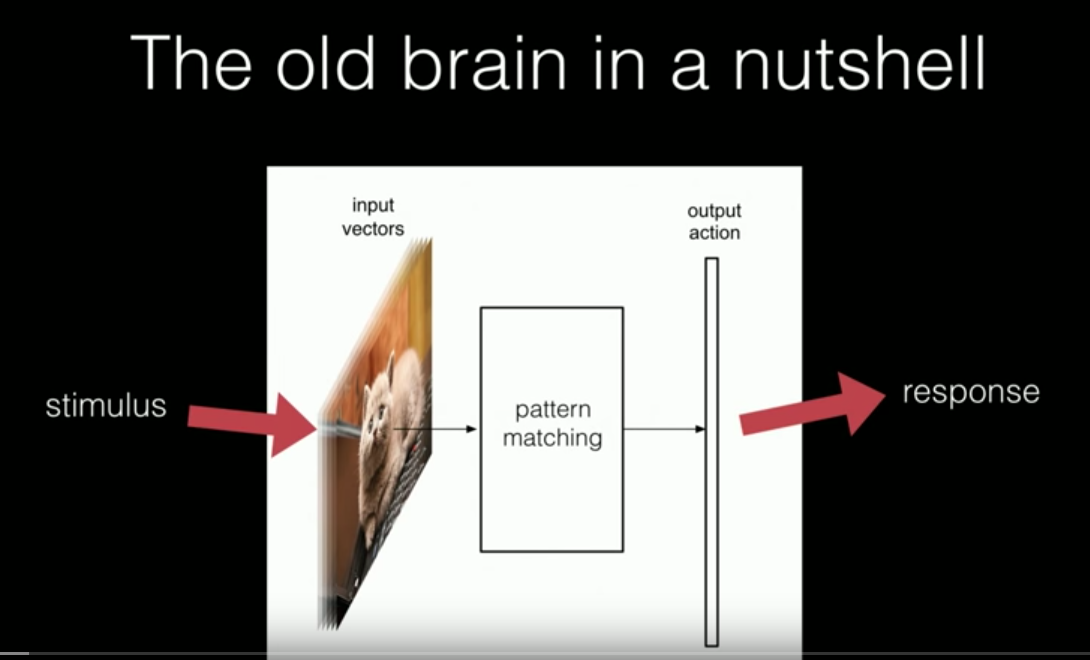 The old brain in a nutshell
input
vectors
output
action
stimulus
pattern
matching
response